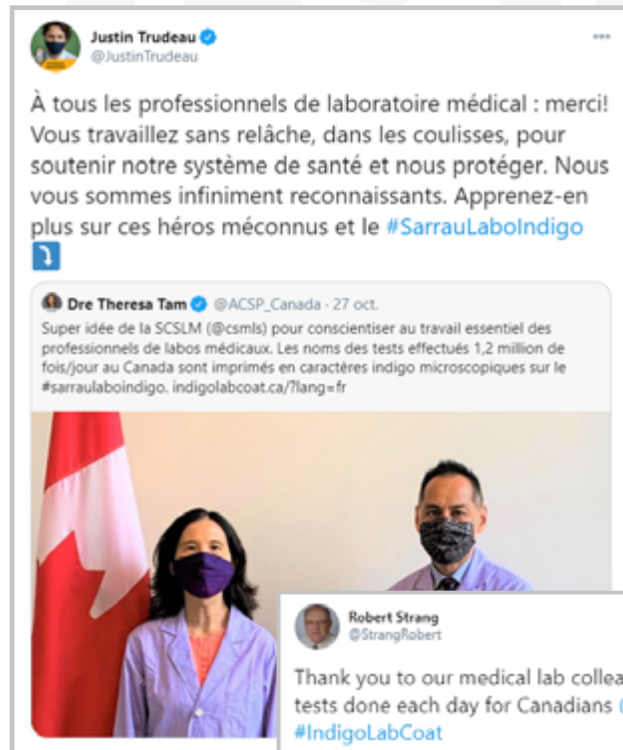 Justin Trudeau
@JustinTrudeau
À tous les professionnels de laboratoire médical : merci!
Vous travaillez sans relâche, dans les coulisses, pour
soutenir notre système de santé et nous protéger. Nous
vous sommes infiniment reconnaissants. Apprenez-en
plus sur ces héros méconnus et le #SarrauLaboIndigo
Dre Theresa Tam @ACSP_Canada · 27 oct.
Super idée de la SCSLM (@csmls) pour conscientiser au travail essentiel des
professionnels de labos médicaux. Les noms des tests effectués 1,2 million de
fois/jour au Canada sont imprimés en caractères indigo microscopiques sur le
#sarraulaboindigo. indigolabcoat.ca/?lang=fr
Robert Strang
@StrangRobert
Thank you to our medical lab
tests done each day for Canadians
#IndigoLabCoat